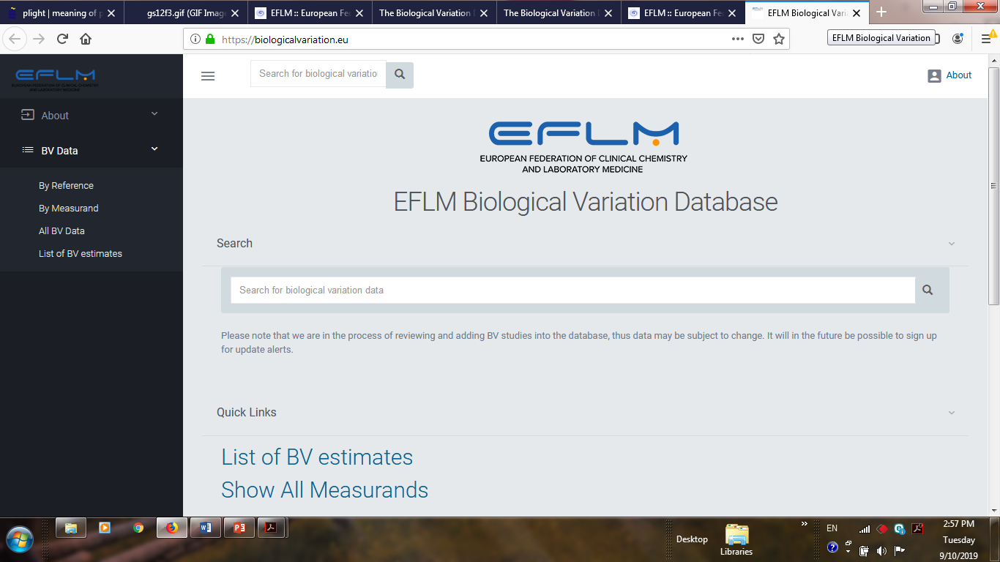 plight | meaning of p
gs12f3.gif (GIF Image
EFLM :: European Fe
The Biological Variation
The Biological Variation
EFLM :: European Fe
EFLM Biological Varia
https://biologicalvariation.eu
EFLM Biological Variation
EFLM
EUROPEAN FEDERATION OF CLINICAL CHEMISTRY
AND LABORATORY MEDICINE
Search for biological variatio
About
About
BV Data
By Reference
By Measurand
All BV Data
List of BV estimates
EFLM
EUROPEAN FEDERATION OF CLINICAL CHEMISTRY
AND LABORATORY MEDICINE
EFLM Biological Variation Database
Search
Search for biological variation data
Please note that we are in the process of reviewing and adding BV studies into the database, thus data may be subject to change. It will in the future be possible to sign up
for update alerts.
Quick Links
List of BV estimates
Show All Measurands
Desktop
Libraries
EN
2:57 PM
Tuesday
9/10/2019